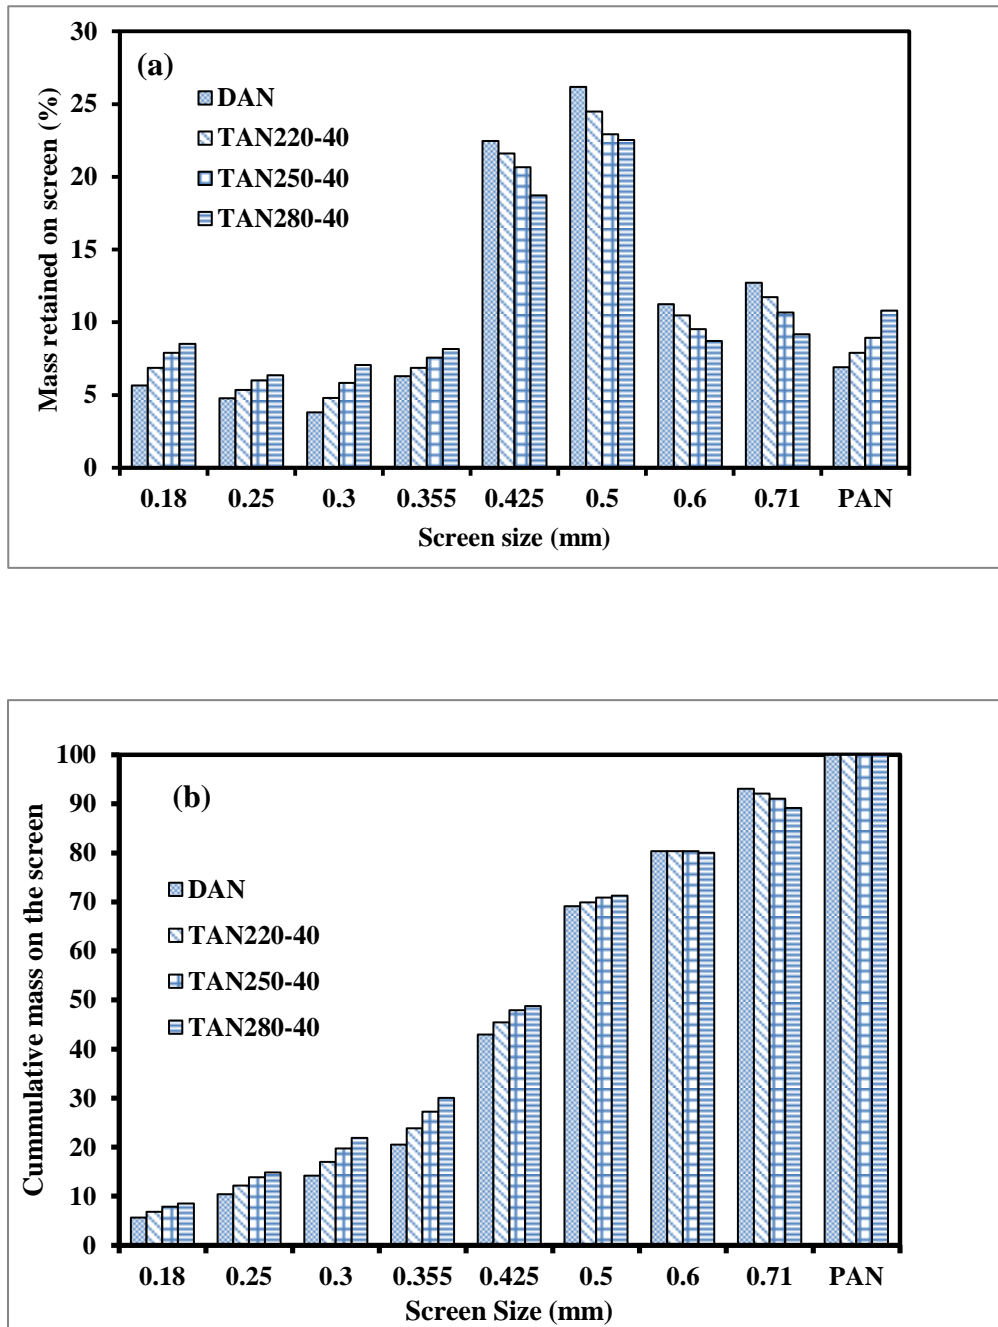 30
25
20
15
10
5
0
Mass retained on screen (%)
(a)
DAN
TAN220-40
TAN250-40
TAN280-40
0.18 0.25 0.3 0.355 0.425 0.5 0.6 0.71 PAN
Screen size (mm)
100
90
80
70
60
50
40
30
20
10
0
Cummulative mass on the screen
(b)
DAN
TAN220-40
TAN250-40
TAN280-40
0.18 0.25 0.3 0.355 0.425 0.5 0.6 0.71 PAN
Screen Size (mm)